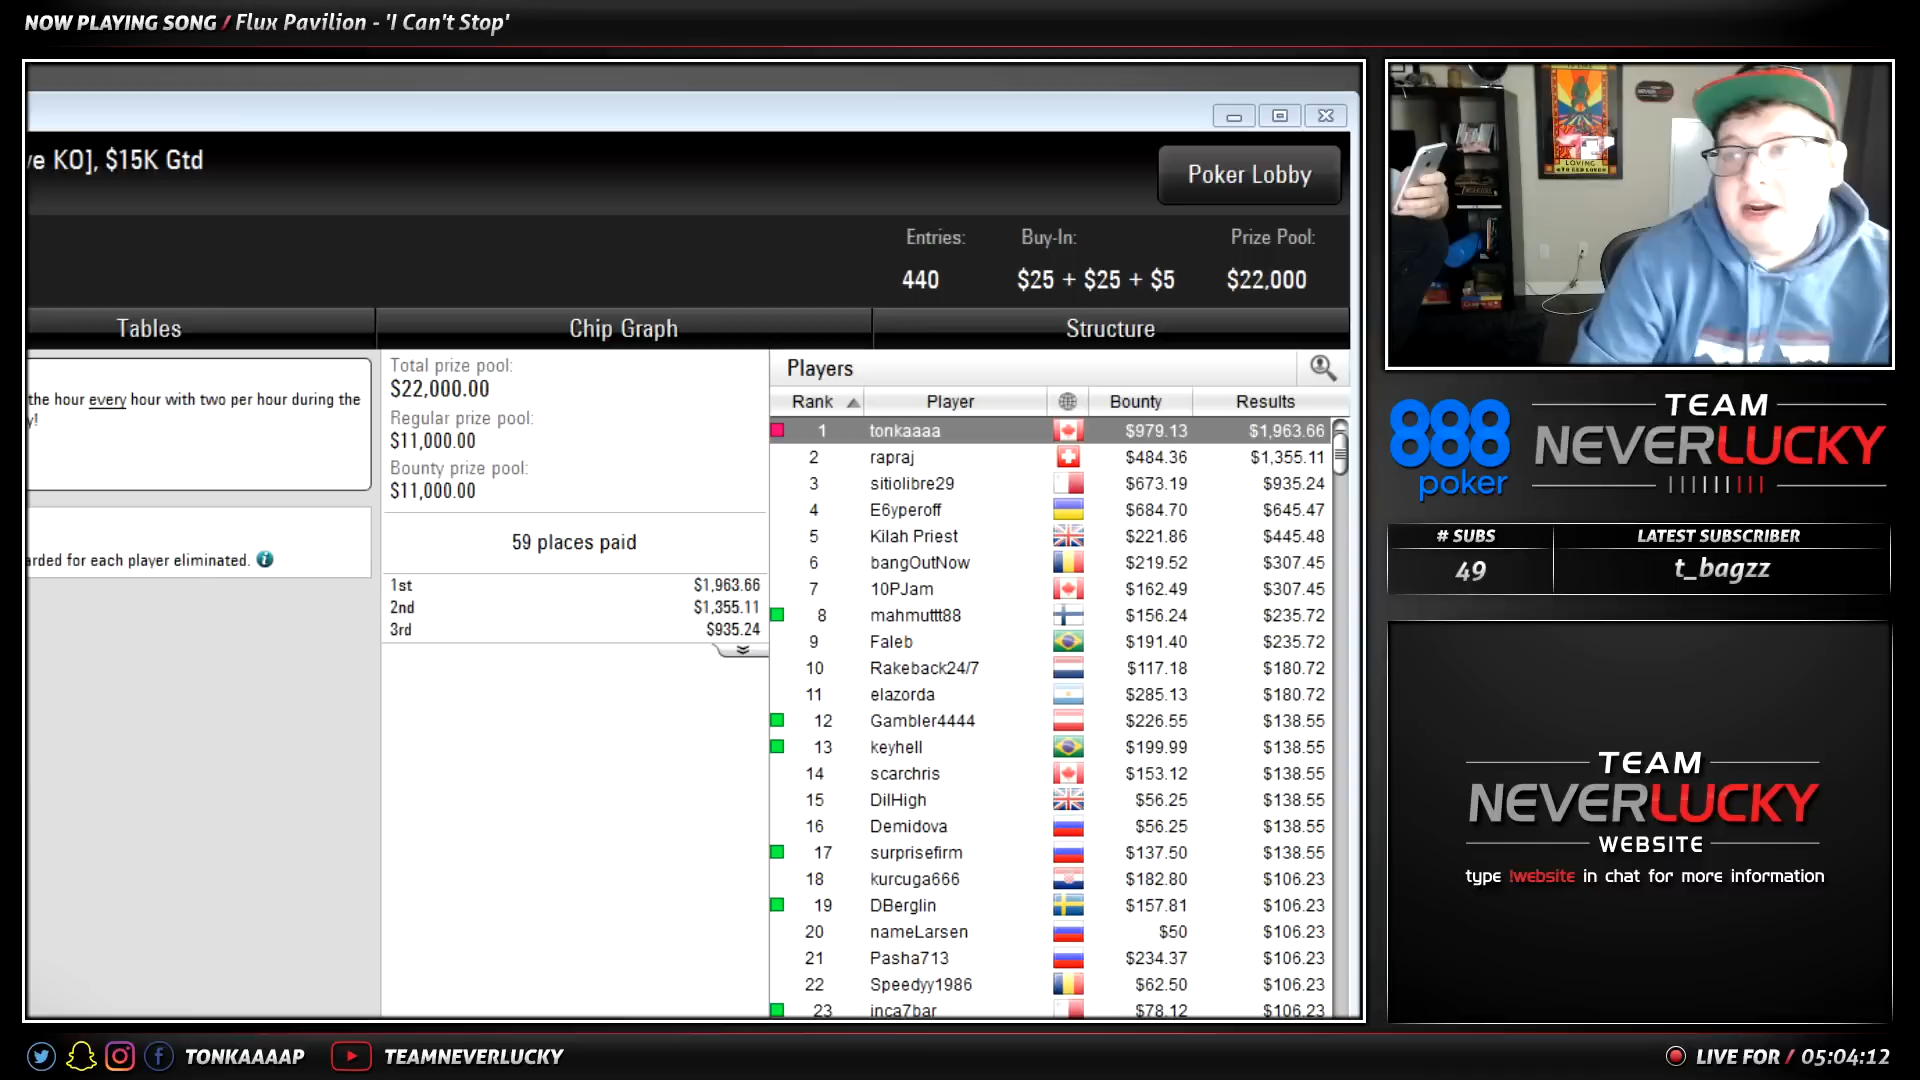 NOW PLAYING SONG / Flux Pavilion - 'I Can't Stop'
ve KO], $15K Gtd
Poker Lobby
Entries: Buy-In: Prize Pool:
440 $25 + $25 + $5 $22,000
Tables Chip Graph Structure
the hour every hour with two per hour during the
y!
arded for each player eliminated.
Total prize pool:
$22,000.00
Regular prize pool:
$11,000.00
Bounty prize pool:
$11,000.00
59 places paid
1st $1,963.66
2nd $1,355.11
3rd $935.24
Players
Rank Player Bounty Results
1 tonkaaaa $979.13 $1,963.66
2 rapraj $484.36 $1,355.11
3 sitiolibre29 $673.19 $935.24
4 E6yperoff $684.70 $645.47
5 Kilah Priest $221.86 $445.48
6 bangOutNow $219.52 $307.45
7 10PJam $162.49 $307.45
8 mahmuttt88 $156.24 $235.72
9 Faleb $191.40 $235.72
10 Rakeback24/7 $117.18 $180.72
11 elazorda $285.13 $180.72
12 Gambler4444 $226.55 $138.55
13 keyhell $199.99 $138.55
14 scarchris $153.12 $138.55
15 DilHigh $56.25 $138.55
16 Demidova $56.25 $138.55
17 surprisefirm $137.50 $138.55
18 kurcuga666 $182.80 $106.23
19 DBerglin $157.81 $106.23
20 nameLarsen $50 $106.23
21 Pasha713 $234.37 $106.23
22 Speedyy1986 $62.50 $106.23
23 inca7bar $78.12 $106.23
LOVING
888
poker
TEAM
NEVERLUCKY
# SUBS LATEST SUBSCRIBER
49 t_bagzz
TEAM
NEVERLUCKY
WEBSITE
type !website in chat for more information
TONKAAAAP TEAMNEVERLUCKY
LIVE FOR / 05:04:12